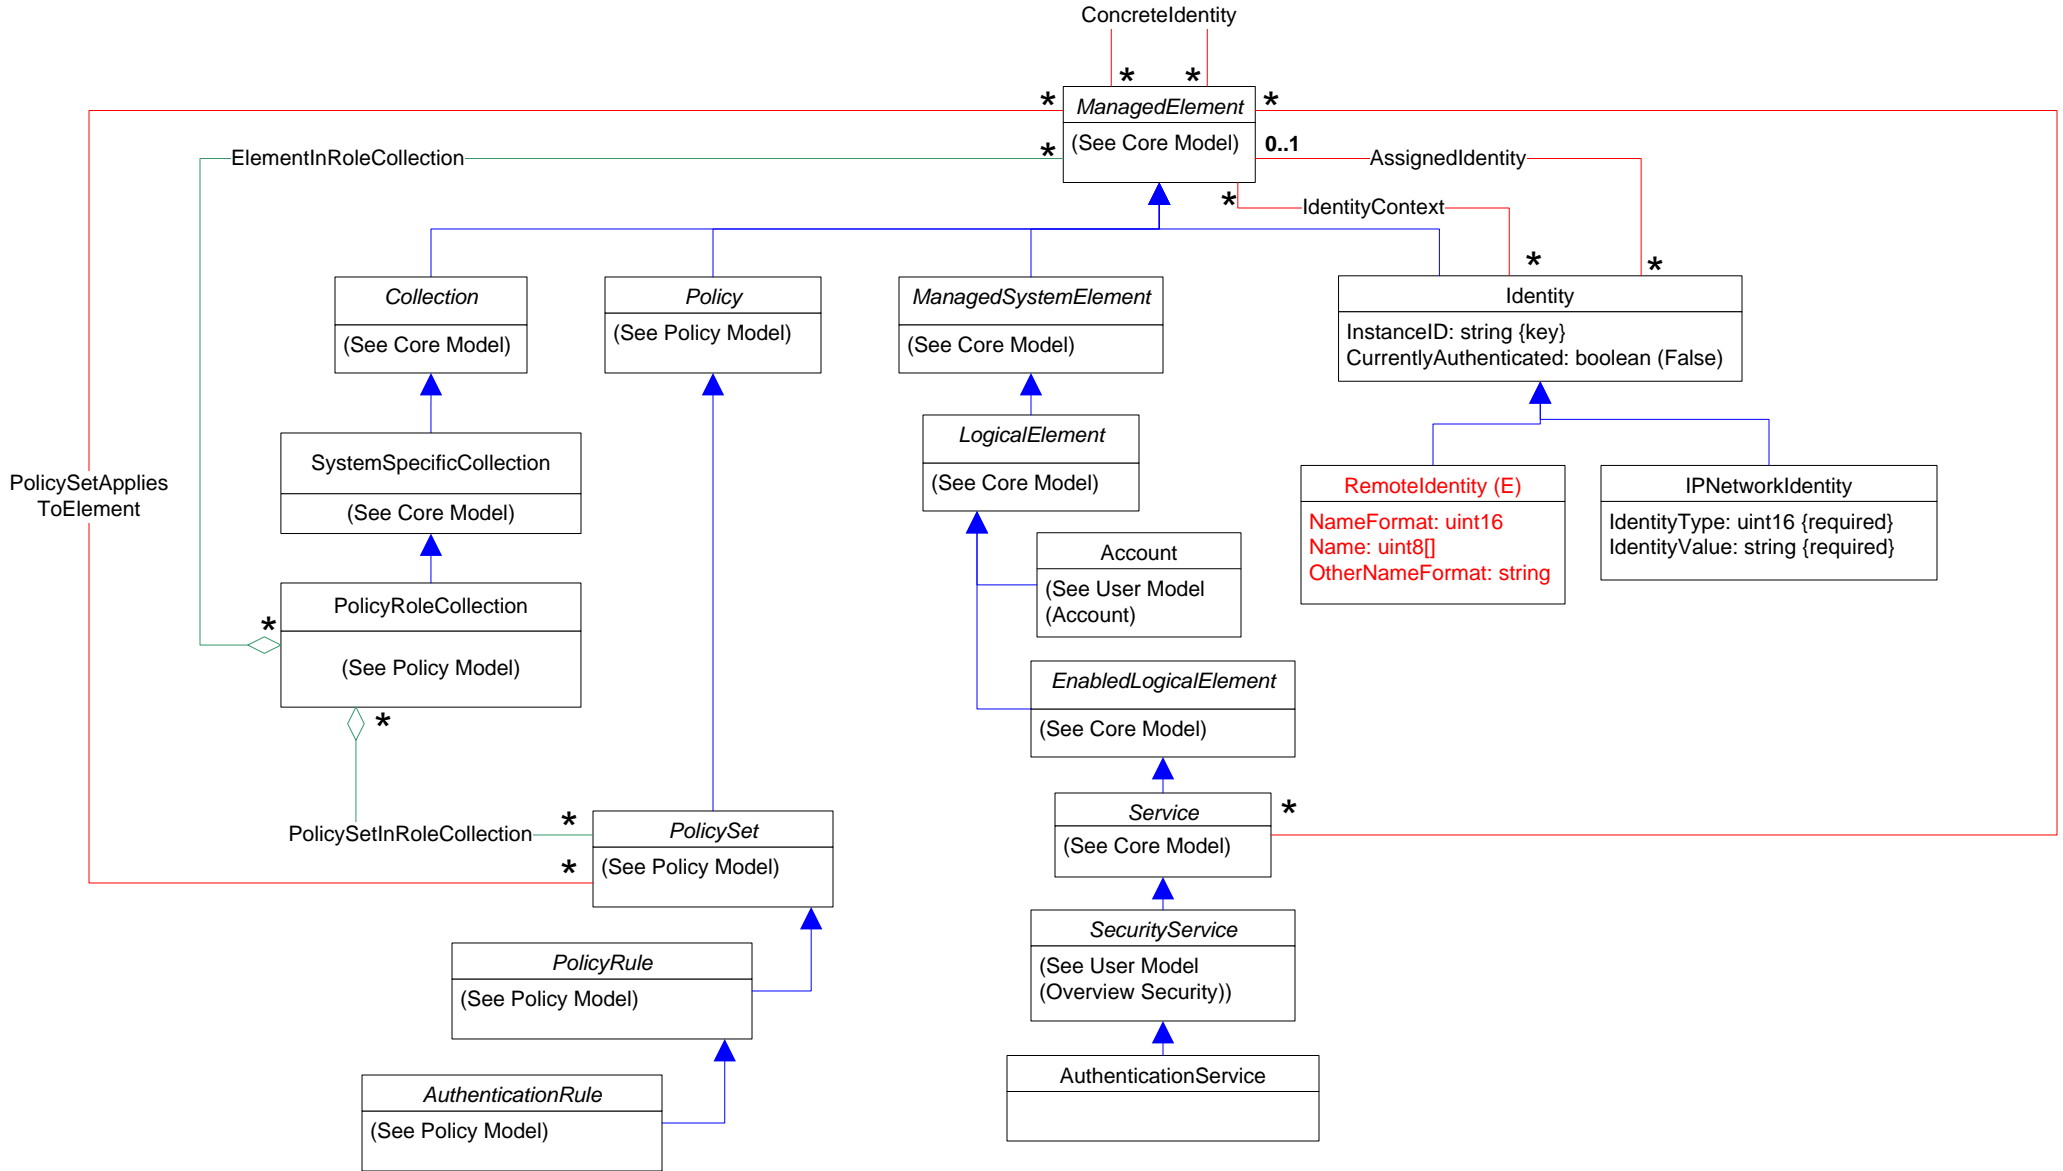 ConcreteIdentity
*
*
*
ManagedElement
*
(See Core Model)
0..1
ElementInRoleCollection
*
AssignedIdentity
*
IdentityContext
*
*
Collection
(See Core Model)
Policy
(See Policy Model)
ManagedSystemElement
(See Core Model)
Identity
InstanceID: string {key}
CurrentlyAuthenticated: boolean (False)
SystemSpecificCollection
(See Core Model)
LogicalElement
(See Core Model)
RemoteIdentity (E)
NameFormat: uint16
Name: uint8[]
OtherNameFormat: string
IPNetworkIdentity
IdentityType: uint16 {required}
IdentityValue: string {required}
PolicySetApplies
ToElement
Account
(See User Model
(Account)
PolicyRoleCollection
*
(See Policy Model)
*
EnabledLogicalElement
(See Core Model)
PolicySetInRoleCollection
*
*
PolicySet
(See Policy Model)
Service
(See Core Model)
*
SecurityService
(See User Model
(Overview Security))
PolicyRule
(See Policy Model)
AuthenticationRule
(See Policy Model)
AuthenticationService